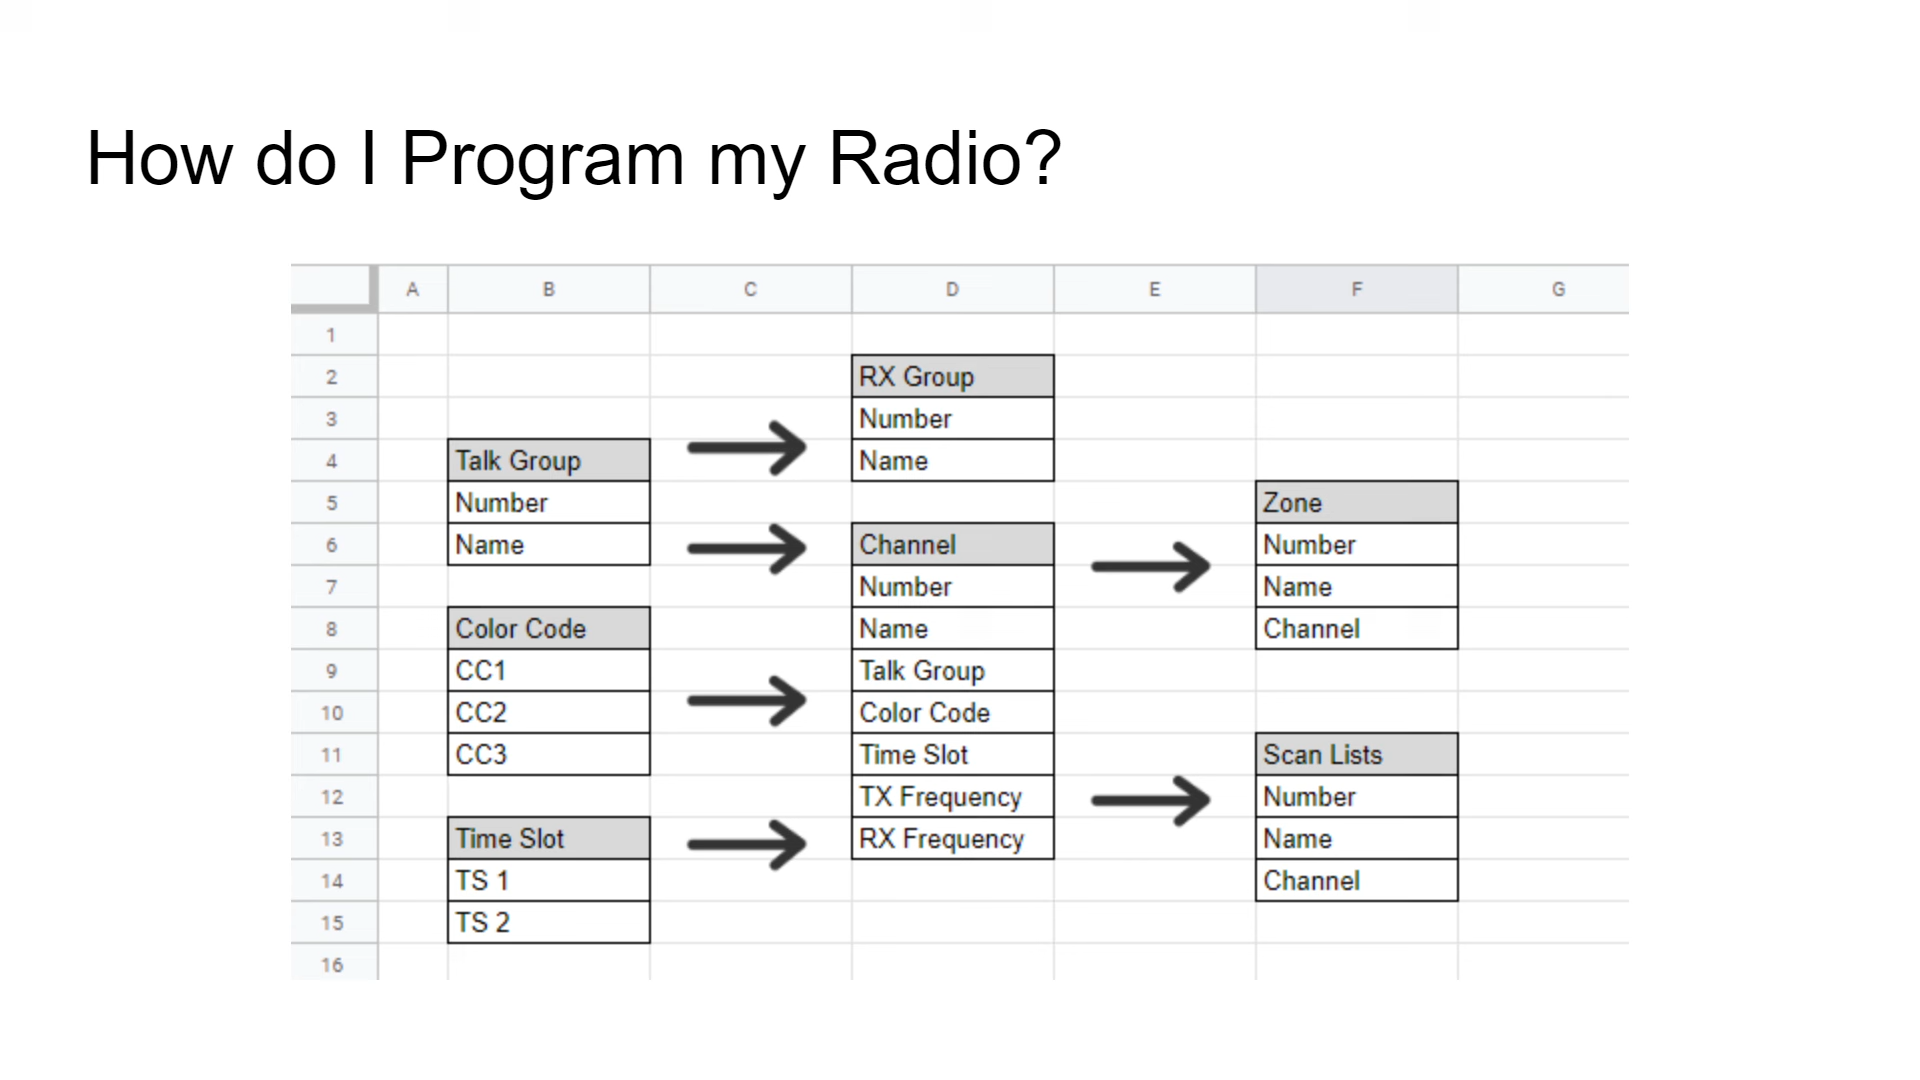 How do I Program my Radio?
A B C D E F G
1
2 RX Group
3 Number
4 Talk Group Name
5 Number Zone
6 Name Channel Number
7 Number Name
8 Color Code Name Channel
9 CC1 Talk Group
10 CC2 Color Code
11 CC3 Time Slot Scan Lists
12 TX Frequency Number
13 Time Slot RX Frequency Name
14 TS 1 Channel
15 TS 2
16